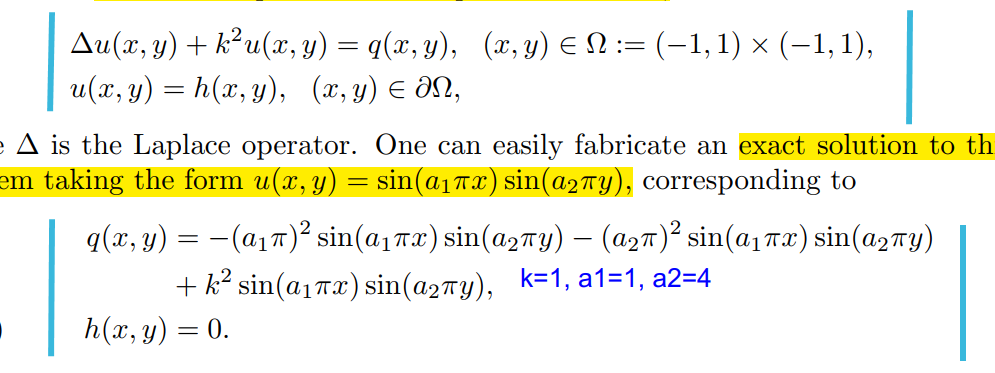 Δu(x, y) + k²u(x, y) = q(x, y), (x, y) ∈ Ω := (−1, 1) × (−1, 1),
u(x, y) = h(x, y), (x, y) ∈ ∂Ω,
e Δ is the Laplace operator. One can easily fabricate an exact solution to th
em taking the form u(x, y) = sin(a₁πx) sin(a₂πy), corresponding to
q(x, y) = −(a₁π)² sin(a₁πx) sin(a₂πy) − (a₂π)² sin(a₁πx) sin(a₂πy)
+ k² sin(a₁πx) sin(a₂πy), k=1, a1=1, a2=4
) h(x, y) = 0.